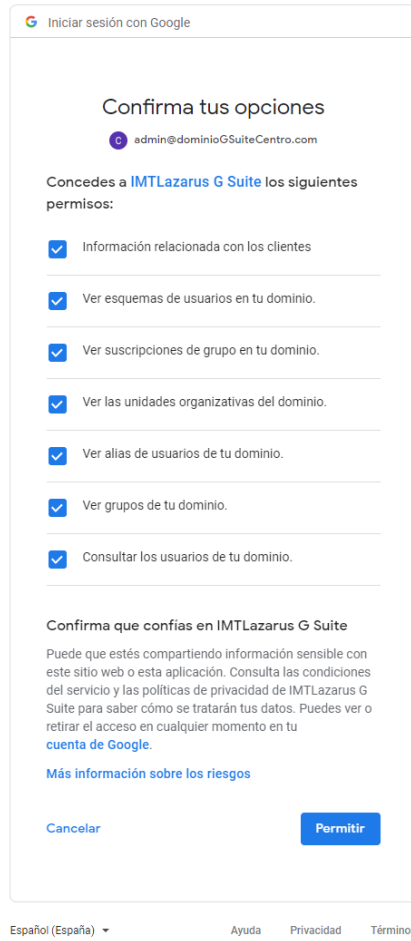 Iniciar sesión con Google
Confirma tus opciones
C admin@dominioGSuiteCentro.com
Concedes a IMTLazarus G Suite los siguientes
permisos:
Información relacionada con los clientes
Ver esquemas de usuarios en tu dominio.
Ver suscripciones de grupo en tu dominio.
Ver las unidades organizativas del dominio.
Ver alias de usuarios de tu dominio.
Ver grupos de tu dominio.
Consultar los usuarios de tu dominio.
Confirma que confías en IMTLazarus G Suite
Puede que estés compartiendo información sensible con
este sitio web o esta aplicación. Consulta las condiciones
del servicio y las políticas de privacidad de IMTLazarus G
Suite para saber cómo se tratarán tus datos. Puedes ver o
retirar el acceso en cualquier momento en tu
cuenta de Google.
Más información sobre los riesgos
Cancelar Permitir
Español (España) Ayuda Privacidad Término